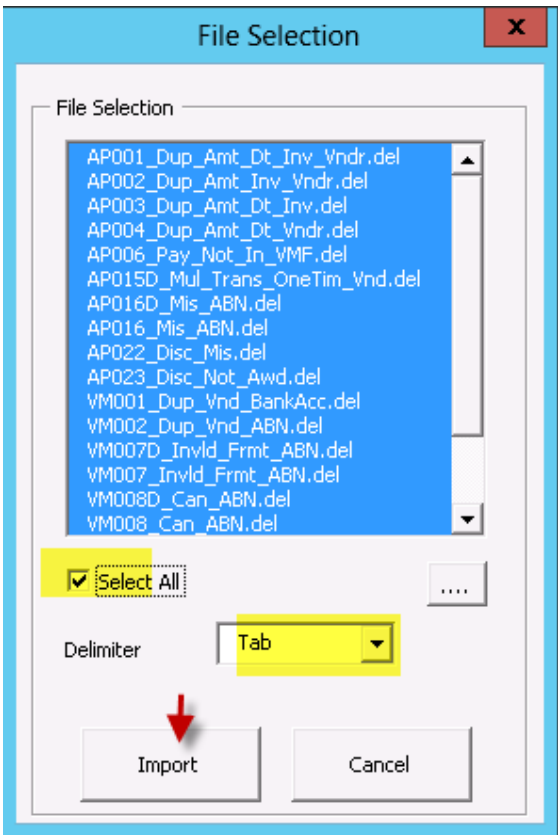 File Selection
x
File Selection
AP001_Dup_Amt_Dt_Inv_Vndr.del
AP002_Dup_Amt_Inv_Vndr.del
AP003_Dup_Amt_Dt_Inv.del
AP004_Dup_Amt_Dt_Vndr.del
AP006_Pay_Not_In_VMF.del
AP015D_Mul_Trans_OneTim_Vnd.del
AP016D_Mis_ABN.del
AP016_Mis_ABN.del
AP022_Disc_Mis.del
AP023_Disc_Not_Awd.del
VM001_Dup_Vnd_BankAcc.del
VM002_Dup_Vnd_ABN.del
VM007D_Invld_Frmt_ABN.del
VM007_Invld_Frmt_ABN.del
VM008D_Can_ABN.del
VM008_Can_ABN.del
Select All
....
Delimiter Tab
Import Cancel